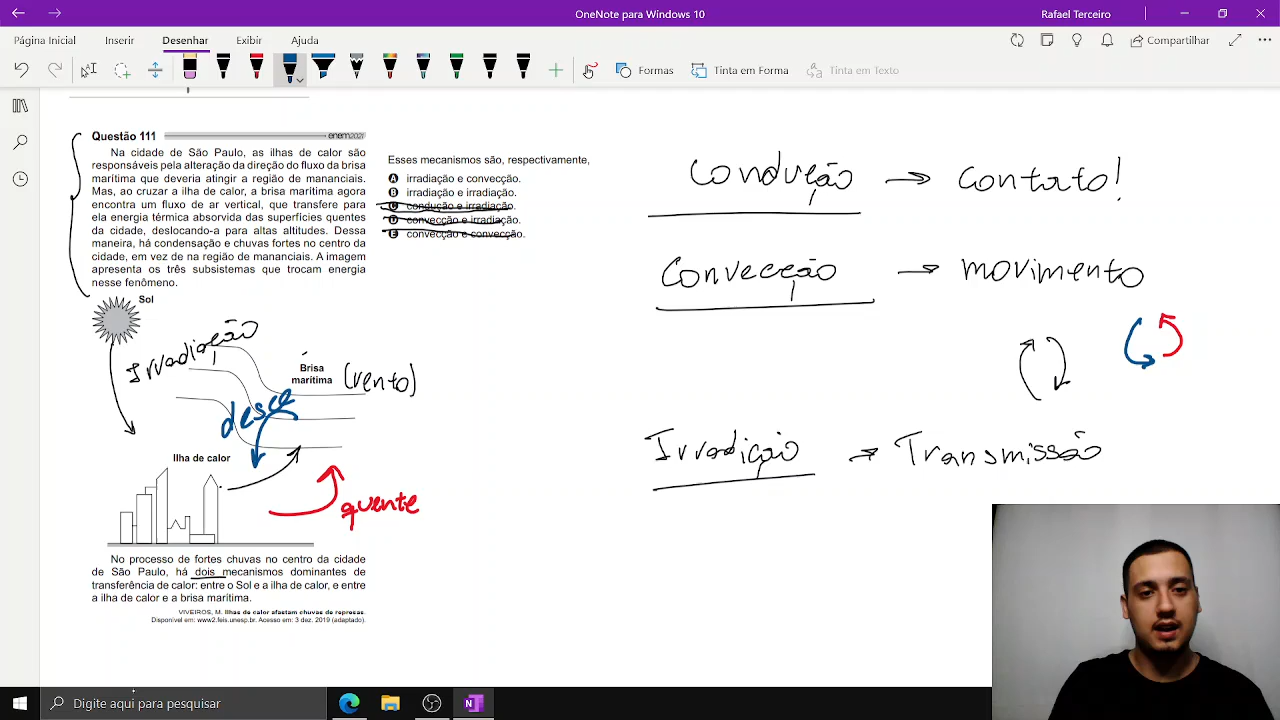 OneNote para Windows 10
Rafael Terceiro
Página Inicial
Inserir
Desenhar
Exibir
Ajuda
Compartilhar
Formas
Tinta em Forma
Tinta em Texto
Questão 111
enem2021
Na cidade de São Paulo, as ilhas de calor são
responsáveis pela alteração da direção do fluxo da brisa
marítima que deveria atingir a região de mananciais.
Mas, ao cruzar a ilha de calor, a brisa marítima agora
encontra um fluxo de ar vertical, que transfere para
ela energia térmica absorvida das superfícies quentes
da cidade, deslocando-a para altas altitudes. Dessa
maneira, há condensação e chuvas fortes no centro da
cidade, em vez de na região de mananciais. A imagem
apresenta os três subsistemas que trocam energia
nesse fenômeno.
Sol
Irradiação
Brisa
marítima
(vento)
desce
Ilha de calor
quente
No processo de fortes chuvas no centro da cidade
de São Paulo, há dois mecanismos dominantes de
transferência de calor: entre o Sol e a ilha de calor, e entre
a ilha de calor e a brisa marítima.
VIVEIROS, M. Ilhas de calor afastam chuvas de represas.
Disponível em: www2.feis.unesp.br. Acesso em: 3 dez. 2019 (adaptado).
Esses mecanismos são, respectivamente,
A irradiação e convecção.
B irradiação e irradiação.
C condução e irradiação.
D convecção e irradiação.
E convecção e convecção.
Condução → Contato!
Convecção → movimento
Irradição → Transmissão
Digite aqui para pesquisar